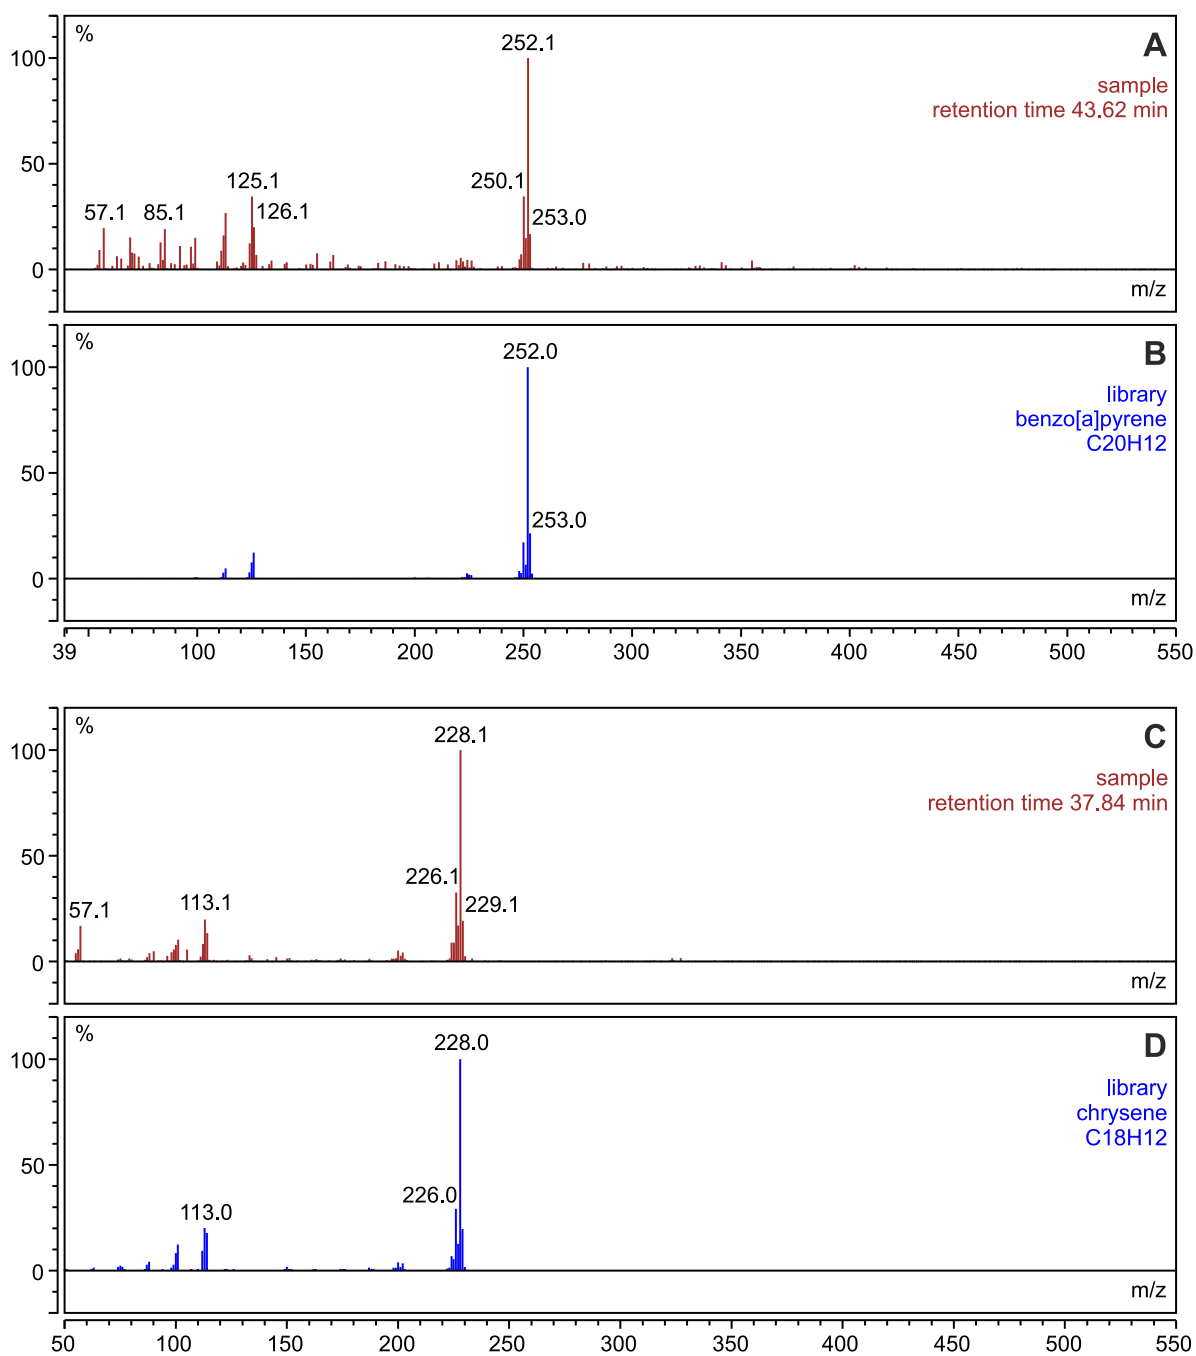 %
A
252.1
100
sample
retention time 43.62 min
50
57.1
85.1
125.1
126.1
250.1
253.0
0
m/z
%
B
252.0
100
library
benzo[a]pyrene
C20H12
50
253.0
0
m/z
39 100 150 200 250 300 350 400 450 500 550
%
C
228.1
100
sample
retention time 37.84 min
50
57.1
113.1
226.1
229.1
0
m/z
%
D
228.0
100
library
chrysene
C18H12
50
113.0
226.0
0
m/z
50 100 150 200 250 300 350 400 450 500 550